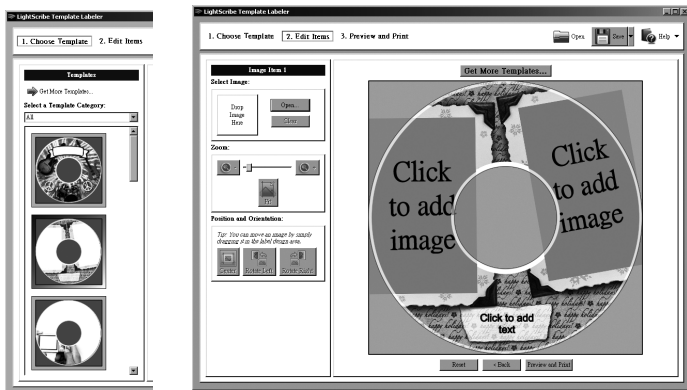 LightScribe Template Labeler
1. Choose Template 2. Edit Items
Templates
Get More Templates...
Select a Template Category:
All
LightScribe Template Labeler
1. Choose Template 2. Edit Items 3. Preview and Print
Open
Save
Help
Image Item 1
Select Image:
Drop
Image
Here
Open...
Clear
Zoom:
Fit
Position and Orientation:
Tip: You can move an image by simply
dragging it in the label design area.
Center
Rotate Left
Rotate Right
Get More Templates...
Click
to add
image
Click
to add
image
happy holidays!
Click to add
text
Reset
< Back
Preview and Print